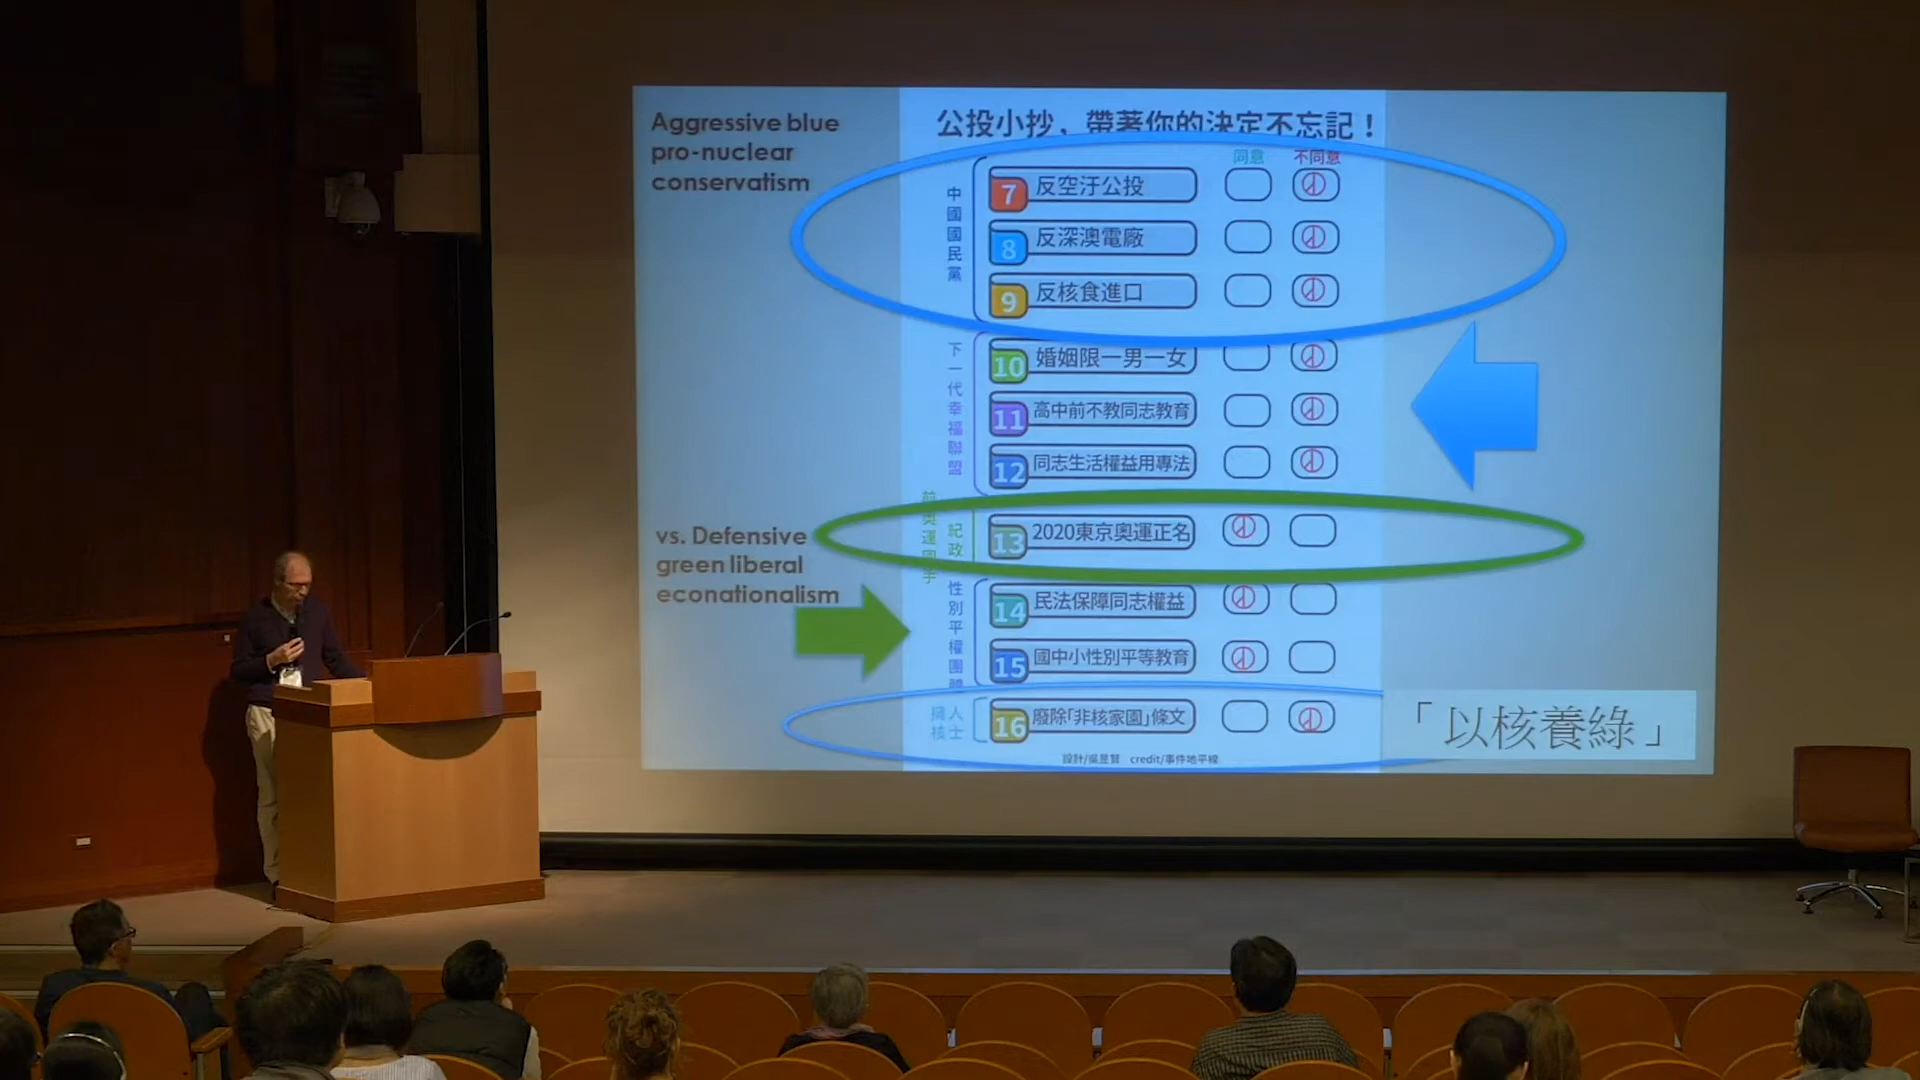 Aggressive blue
pro-nuclear
conservatism
公投小抄，帶著你的決定不忘記！
同意 不同意
中國國民黨
7 反空汙公投
8 反深澳電廠
9 反核食進口
下一代幸福聯盟
10 婚姻限一男一女
11 高中前不教同志教育
12 同志生活權益用專法
vs. Defensive
green liberal
econationalism
前奧運國手
紀政
13 2020東京奧運正名
性別平權團體
14 民法保障同志權益
15 國中小性別平等教育
擁核人士
16 廢除「非核家園」條文
「以核養綠」
設計/吳昱賢 credit/事件地平線